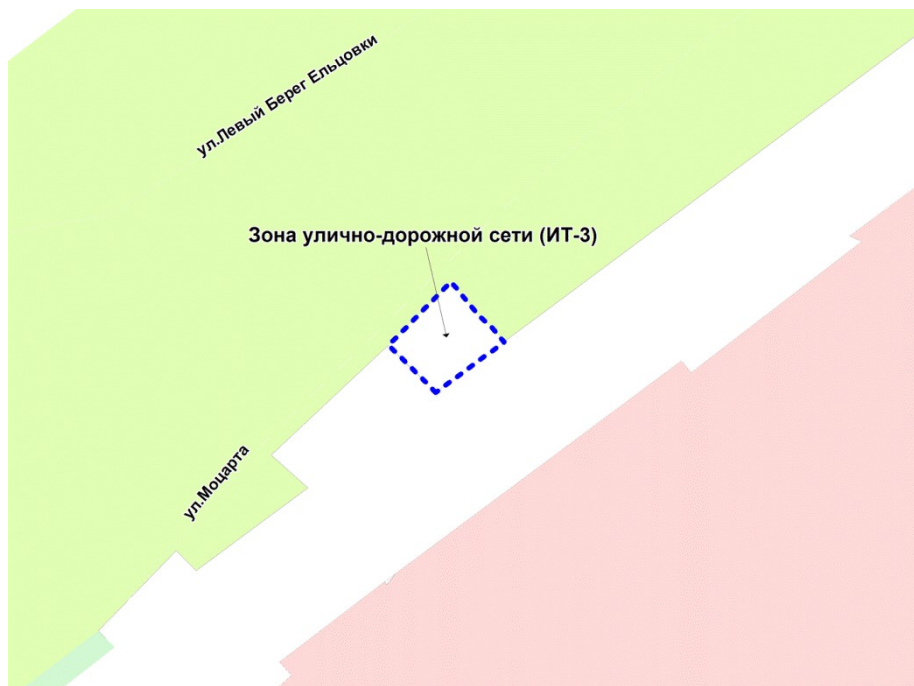 ул.Левый Берег Ельцовки
Зона улично-дорожной сети (ИТ-3)
ул.Моцарта